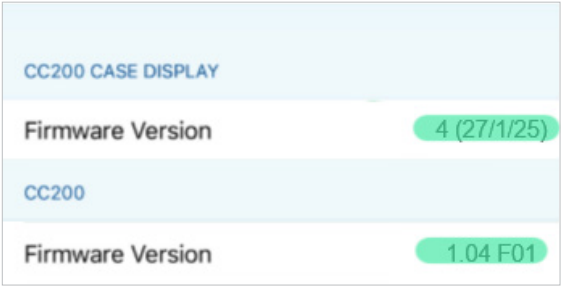 CC200 CASE DISPLAY
Firmware Version 4 (27/1/25)
CC200
Firmware Version 1.04 F01